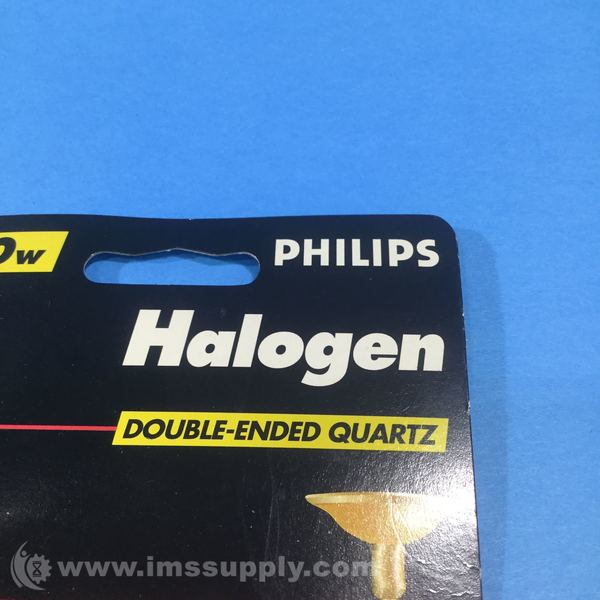 PHILIPS
Halogen
DOUBLE-ENDED QUARTZ
www.imssupply.com